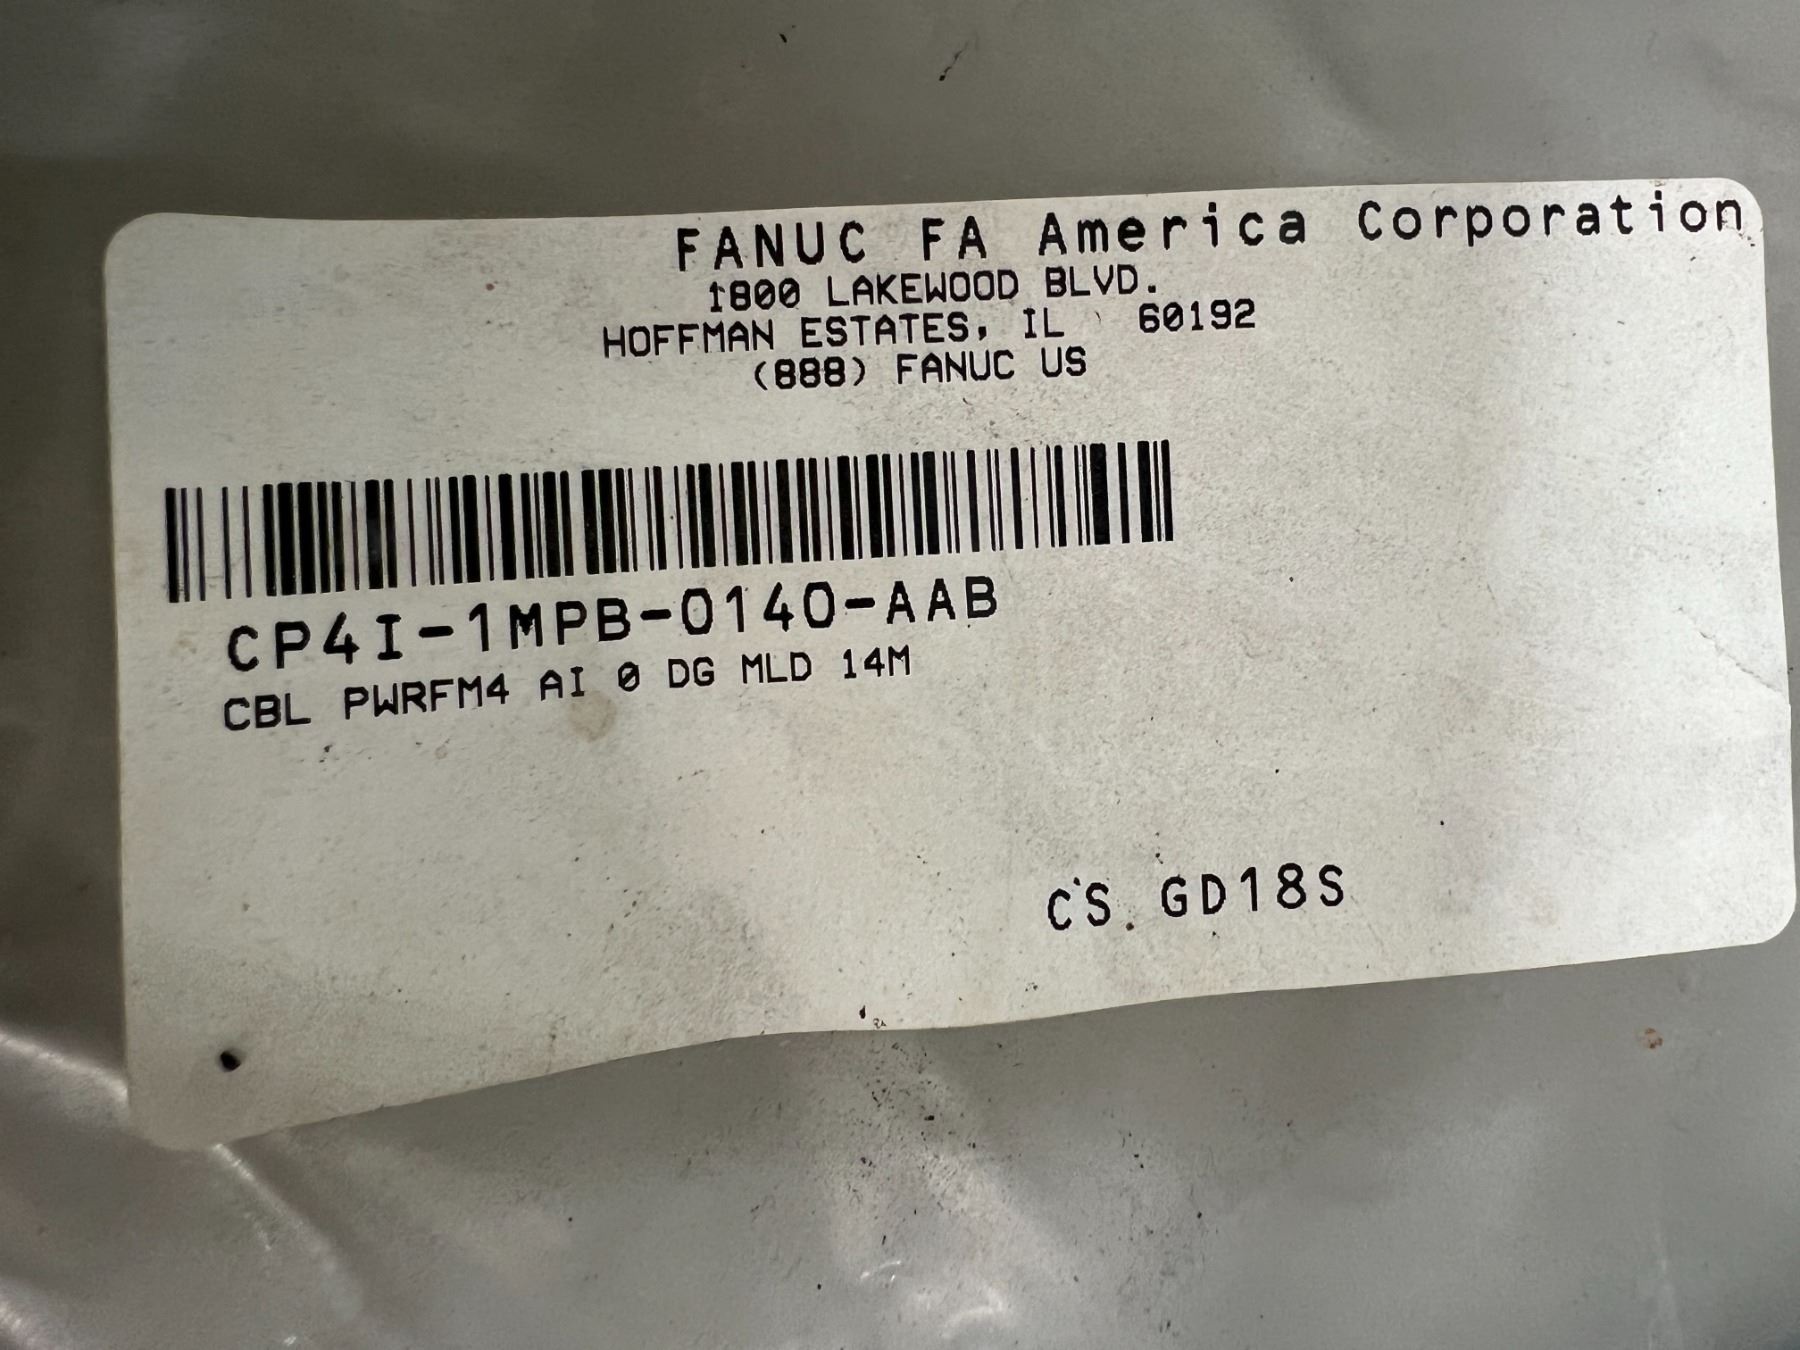 FANUC FA America Corporation
1800 LAKEWOOD BLVD.
HOFFMAN ESTATES, IL 60192
(888) FANUC US
CP4I-1MPB-0140-AAB
CBL PWRFM4 AI 0 DG MLD 14M
CS GD18S